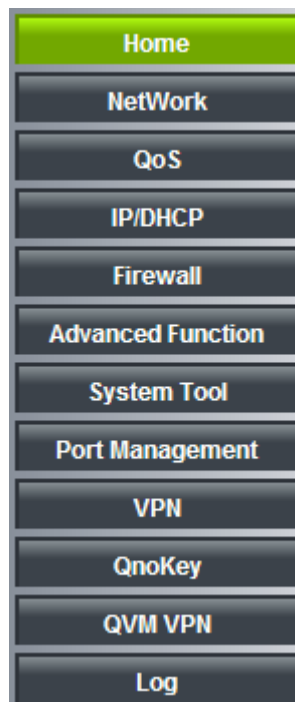 Home
NetWork
QoS
IP/DHCP
Firewall
Advanced Function
System Tool
Port Management
VPN
QnoKey
QVM VPN
Log